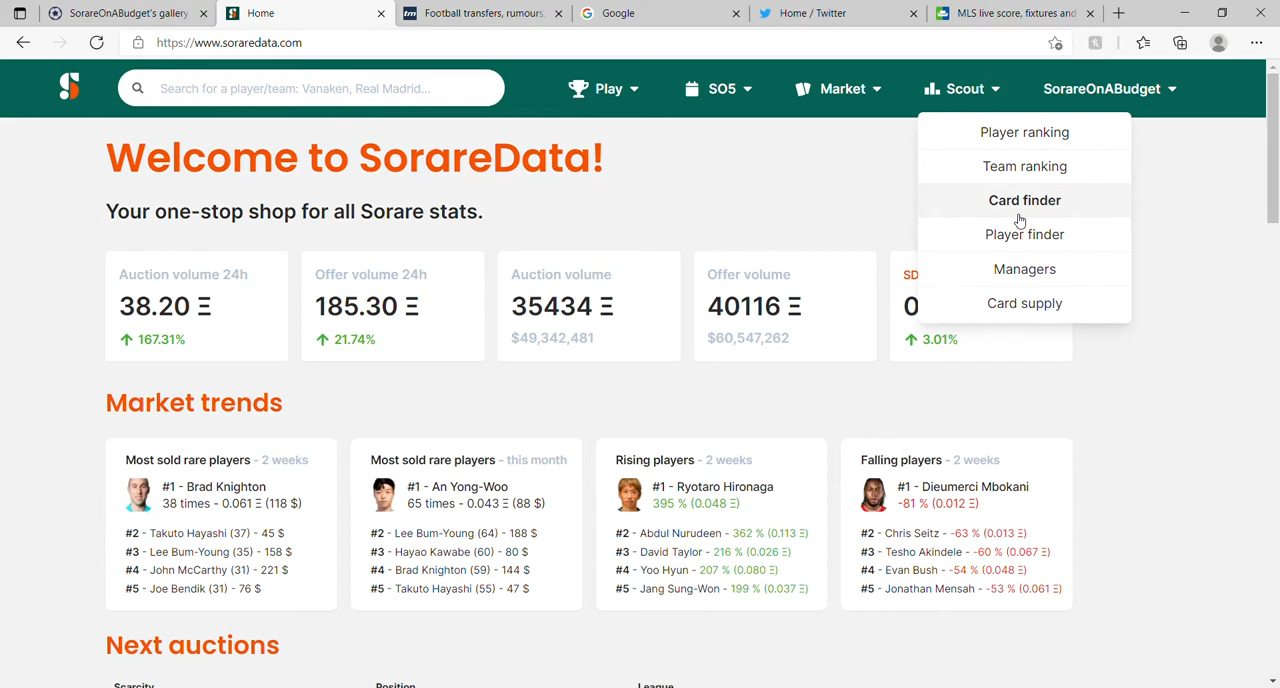 SorareOnABudget's gallery
Home
Football transfers, rumours,
Google
Home / Twitter
MLS live score, fixtures and
https://www.soraredata.com
Search for a player/team: Vanaken, Real Madrid...
Play
SO5
Market
Scout
SorareOnABudget
Player ranking
Team ranking
Card finder
Player finder
Managers
Card supply
Welcome to SorareData!
Your one-stop shop for all Sorare stats.
Auction volume 24h
38.20 Ξ
167.31%
Offer volume 24h
185.30 Ξ
21.74%
Auction volume
35434 Ξ
$49,342,481
Offer volume
40116 Ξ
$60,547,262
SD
0
3.01%
Market trends
Most sold rare players - 2 weeks
#1 - Brad Knighton
38 times - 0.061 Ξ (118 $)
#2 - Takuto Hayashi (37) - 45 $
#3 - Lee Bum-Young (35) - 158 $
#4 - John McCarthy (31) - 221 $
#5 - Joe Bendik (31) - 76 $
Most sold rare players - this month
#1 - An Yong-Woo
65 times - 0.043 Ξ (88 $)
#2 - Lee Bum-Young (64) - 188 $
#3 - Hayao Kawabe (60) - 80 $
#4 - Brad Knighton (59) - 144 $
#5 - Takuto Hayashi (55) - 47 $
Rising players - 2 weeks
#1 - Ryotaro Hironaga
395 % (0.048 Ξ)
#2 - Abdul Nurudeen - 362 % (0.113 Ξ)
#3 - David Taylor - 216 % (0.026 Ξ)
#4 - Yoo Hyun - 207 % (0.080 Ξ)
#5 - Jang Sung-Won - 199 % (0.037 Ξ)
Falling players - 2 weeks
#1 - Dieumerci Mbokani
-81 % (0.012 Ξ)
#2 - Chris Seitz - -63 % (0.013 Ξ)
#3 - Tesho Akindele - -60 % (0.067 Ξ)
#4 - Evan Bush - -54 % (0.048 Ξ)
#5 - Jonathan Mensah - -53 % (0.061 Ξ)
Next auctions
Scarcity
Position
League